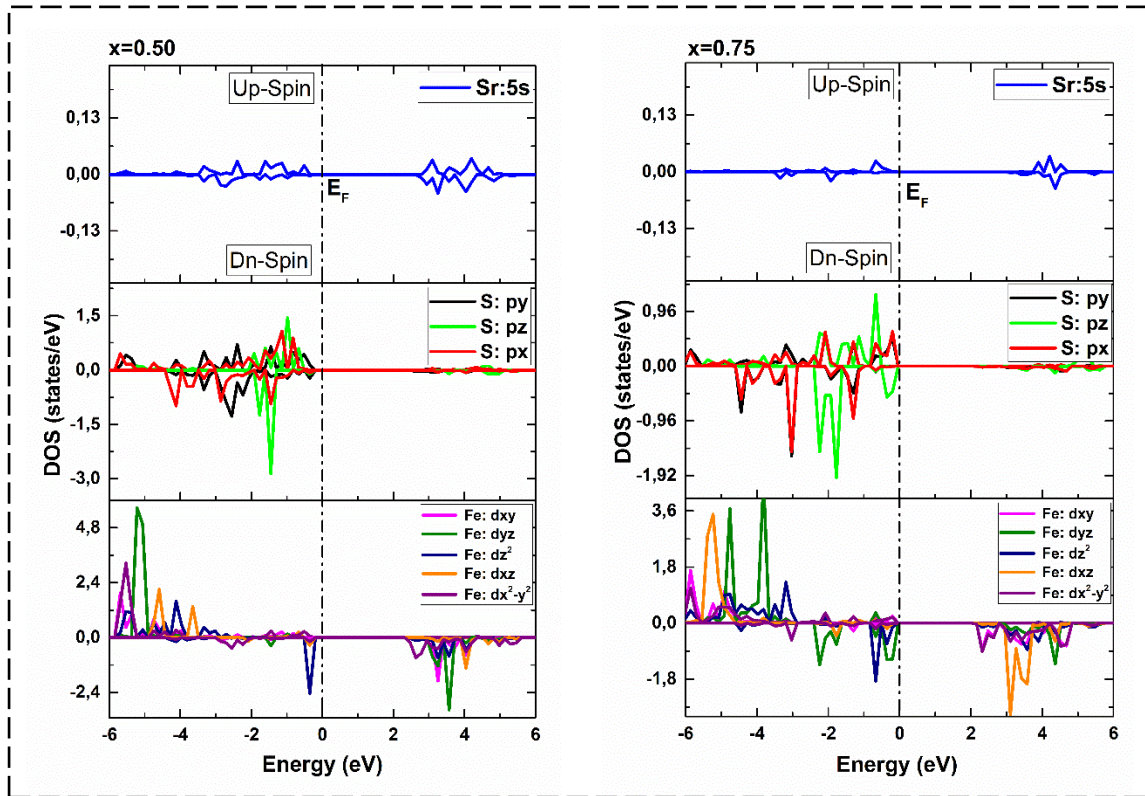 x=0.50
Up-Spin
Sr:5s
0,13
0,00
-0,13
E_F
Dn-Spin
S: py
S: pz
S: px
1,5
0,0
-1,5
-3,0
DOS (states/eV)
Fe: dxy
Fe: dyz
Fe: dz²
Fe: dxz
Fe: dx²-y²
4,8
2,4
0,0
-2,4
-6 -4 -2 0 2 4 6
Energy (eV)
x=0.75
Up-Spin
Sr:5s
0,13
0,00
-0,13
E_F
Dn-Spin
S: py
S: pz
S: px
0,96
0,00
-0,96
-1,92
DOS (states/eV)
Fe: dxy
Fe: dyz
Fe: dz²
Fe: dxz
Fe: dx²-y²
3,6
1,8
0,0
-1,8
-6 -4 -2 0 2 4 6
Energy (eV)